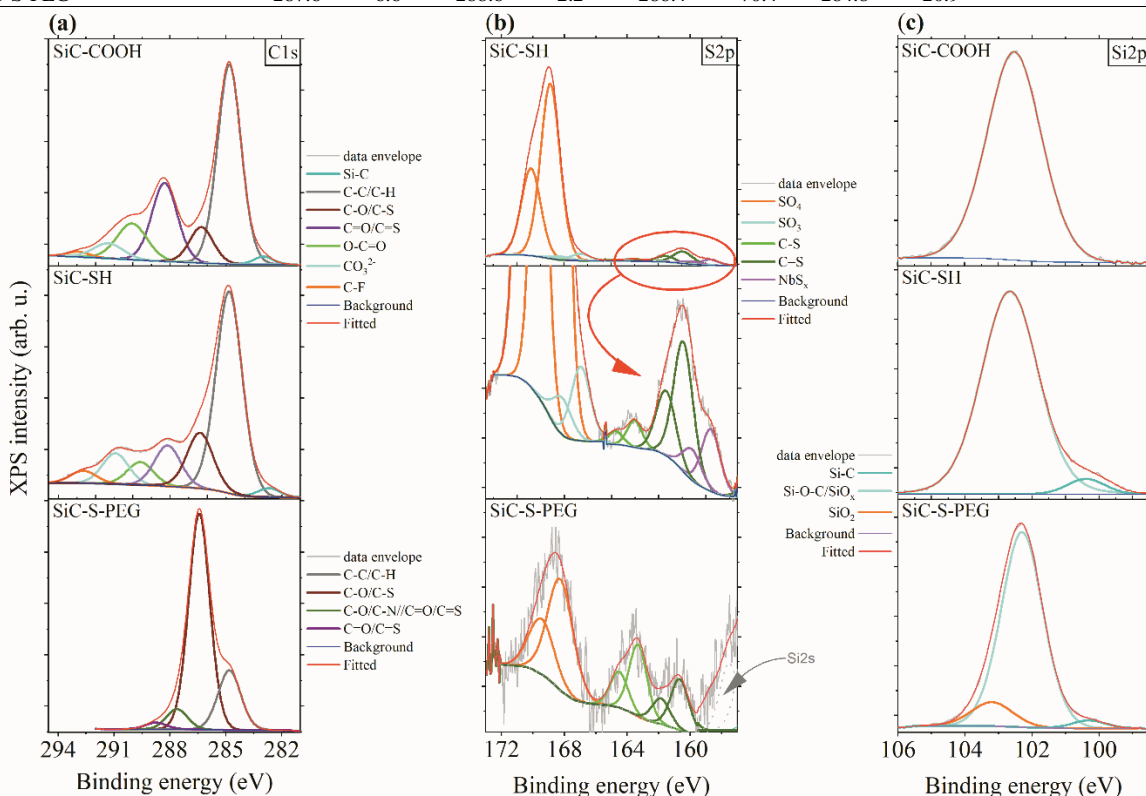 (a)
(b)
(c)
SiC-COOH
C1s
data envelope
Si-C
C-C/C-H
C-O/C-S
C=O/C=S
O-C=O
CO₃²⁻
C-F
Background
Fitted
SiC-SH
SiC-S-PEG
data envelope
C-C/C-H
C-O/C-S
C-O/C-N//C=O/C=S
C=O/C=S
Background
Fitted
294
291
288
285
282
Binding energy (eV)
XPS intensity (arb. u.)
SiC-SH
S2p
data envelope
SO₄
SO₃
C-S
C=S
NbSₓ
Background
Fitted
SiC-S-PEG
Si2s
172
168
164
160
Binding energy (eV)
SiC-COOH
Si2p
SiC-SH
data envelope
Si-C
Si-O-C/SiOₓ
SiO₂
Background
Fitted
SiC-S-PEG
106
104
102
100
Binding energy (eV)